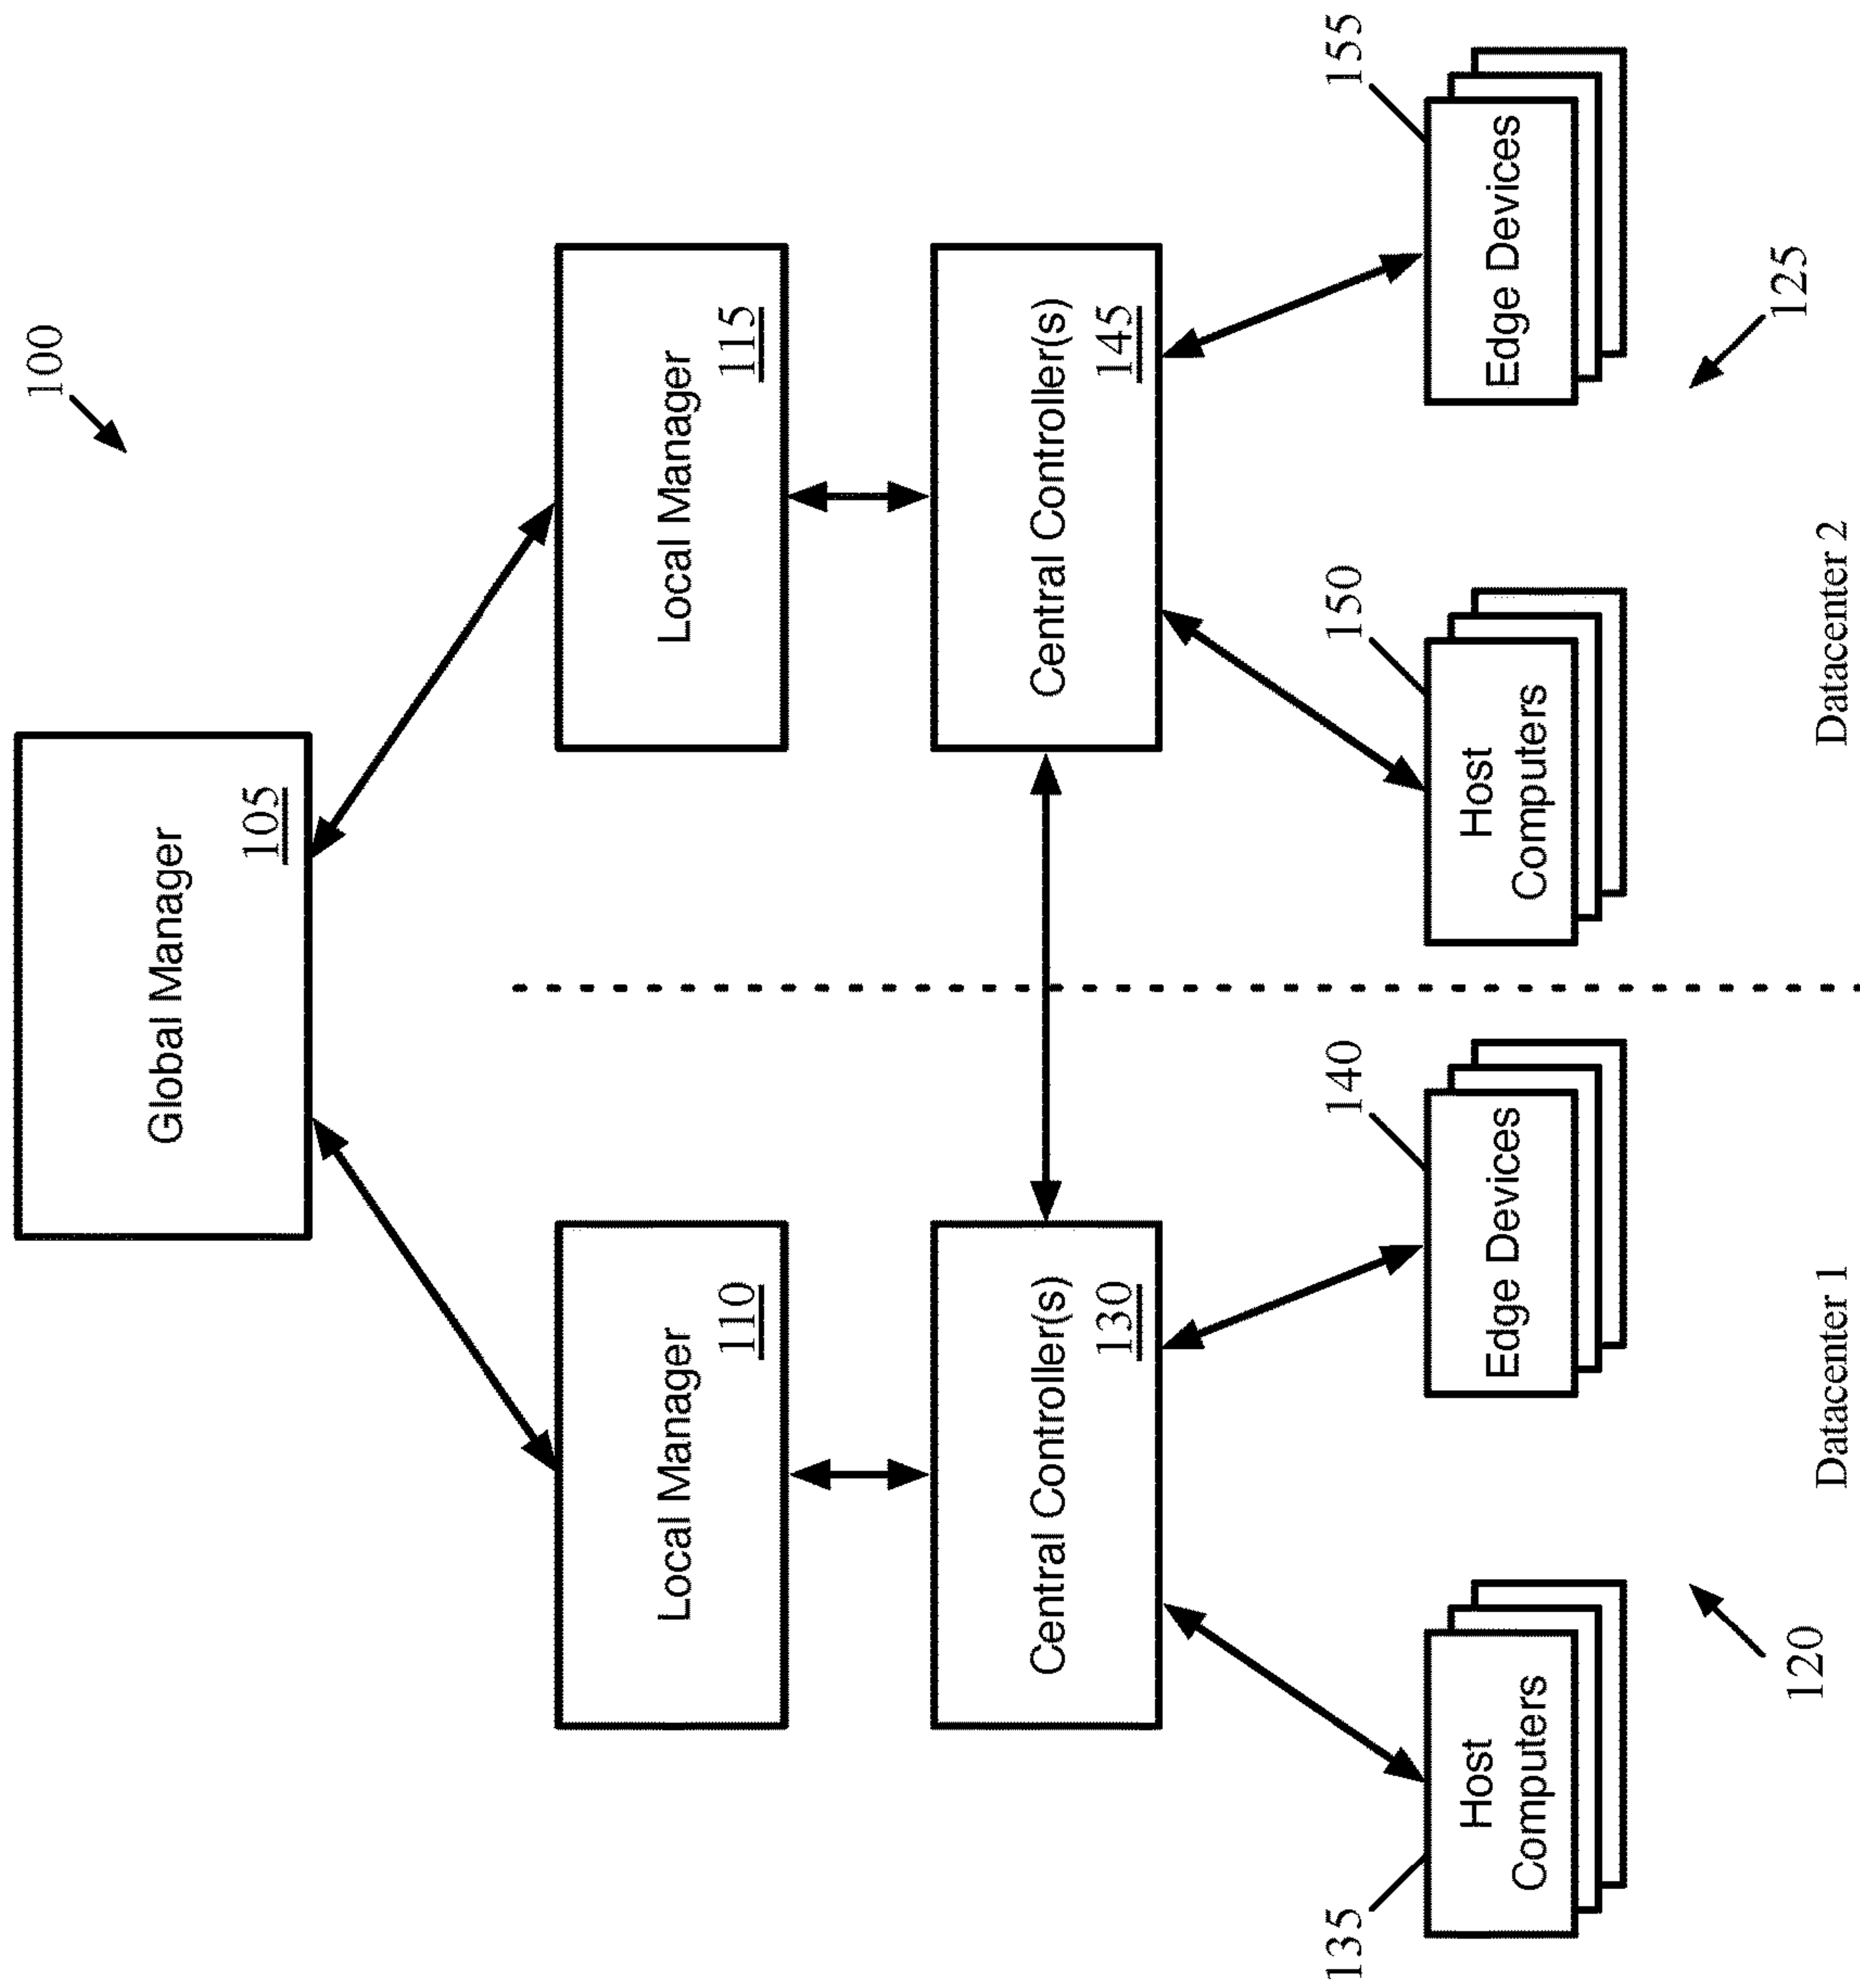 100
Global Manager
105
Local Manager
110
Local Manager
115
Central Controller(s)
130
Central Controller(s)
145
135
140
150
155
Host
Computers
Edge Devices
Host
Computers
Edge Devices
120
125
Datacenter 1
Datacenter 2